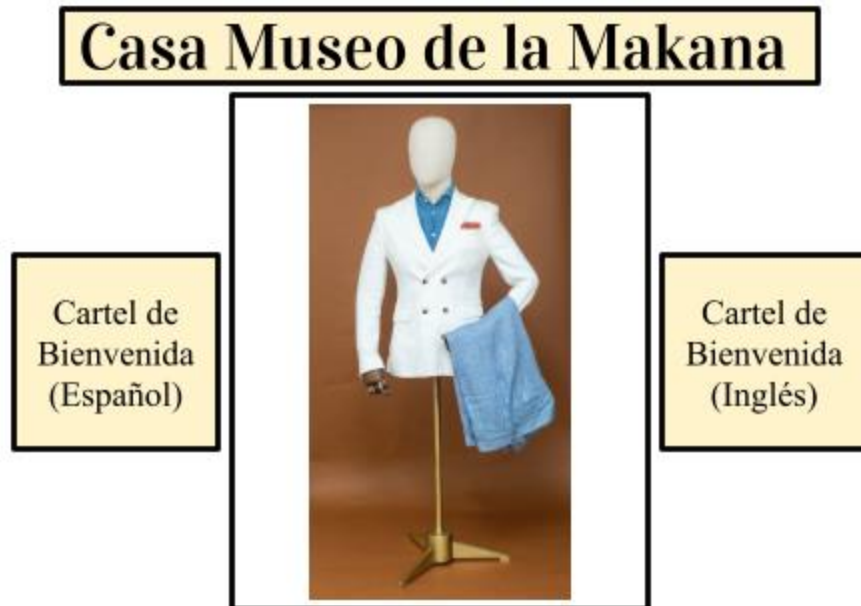 Casa Museo de la Makana
Cartel de
Bienvenida
(Español)
Cartel de
Bienvenida
(Inglés)